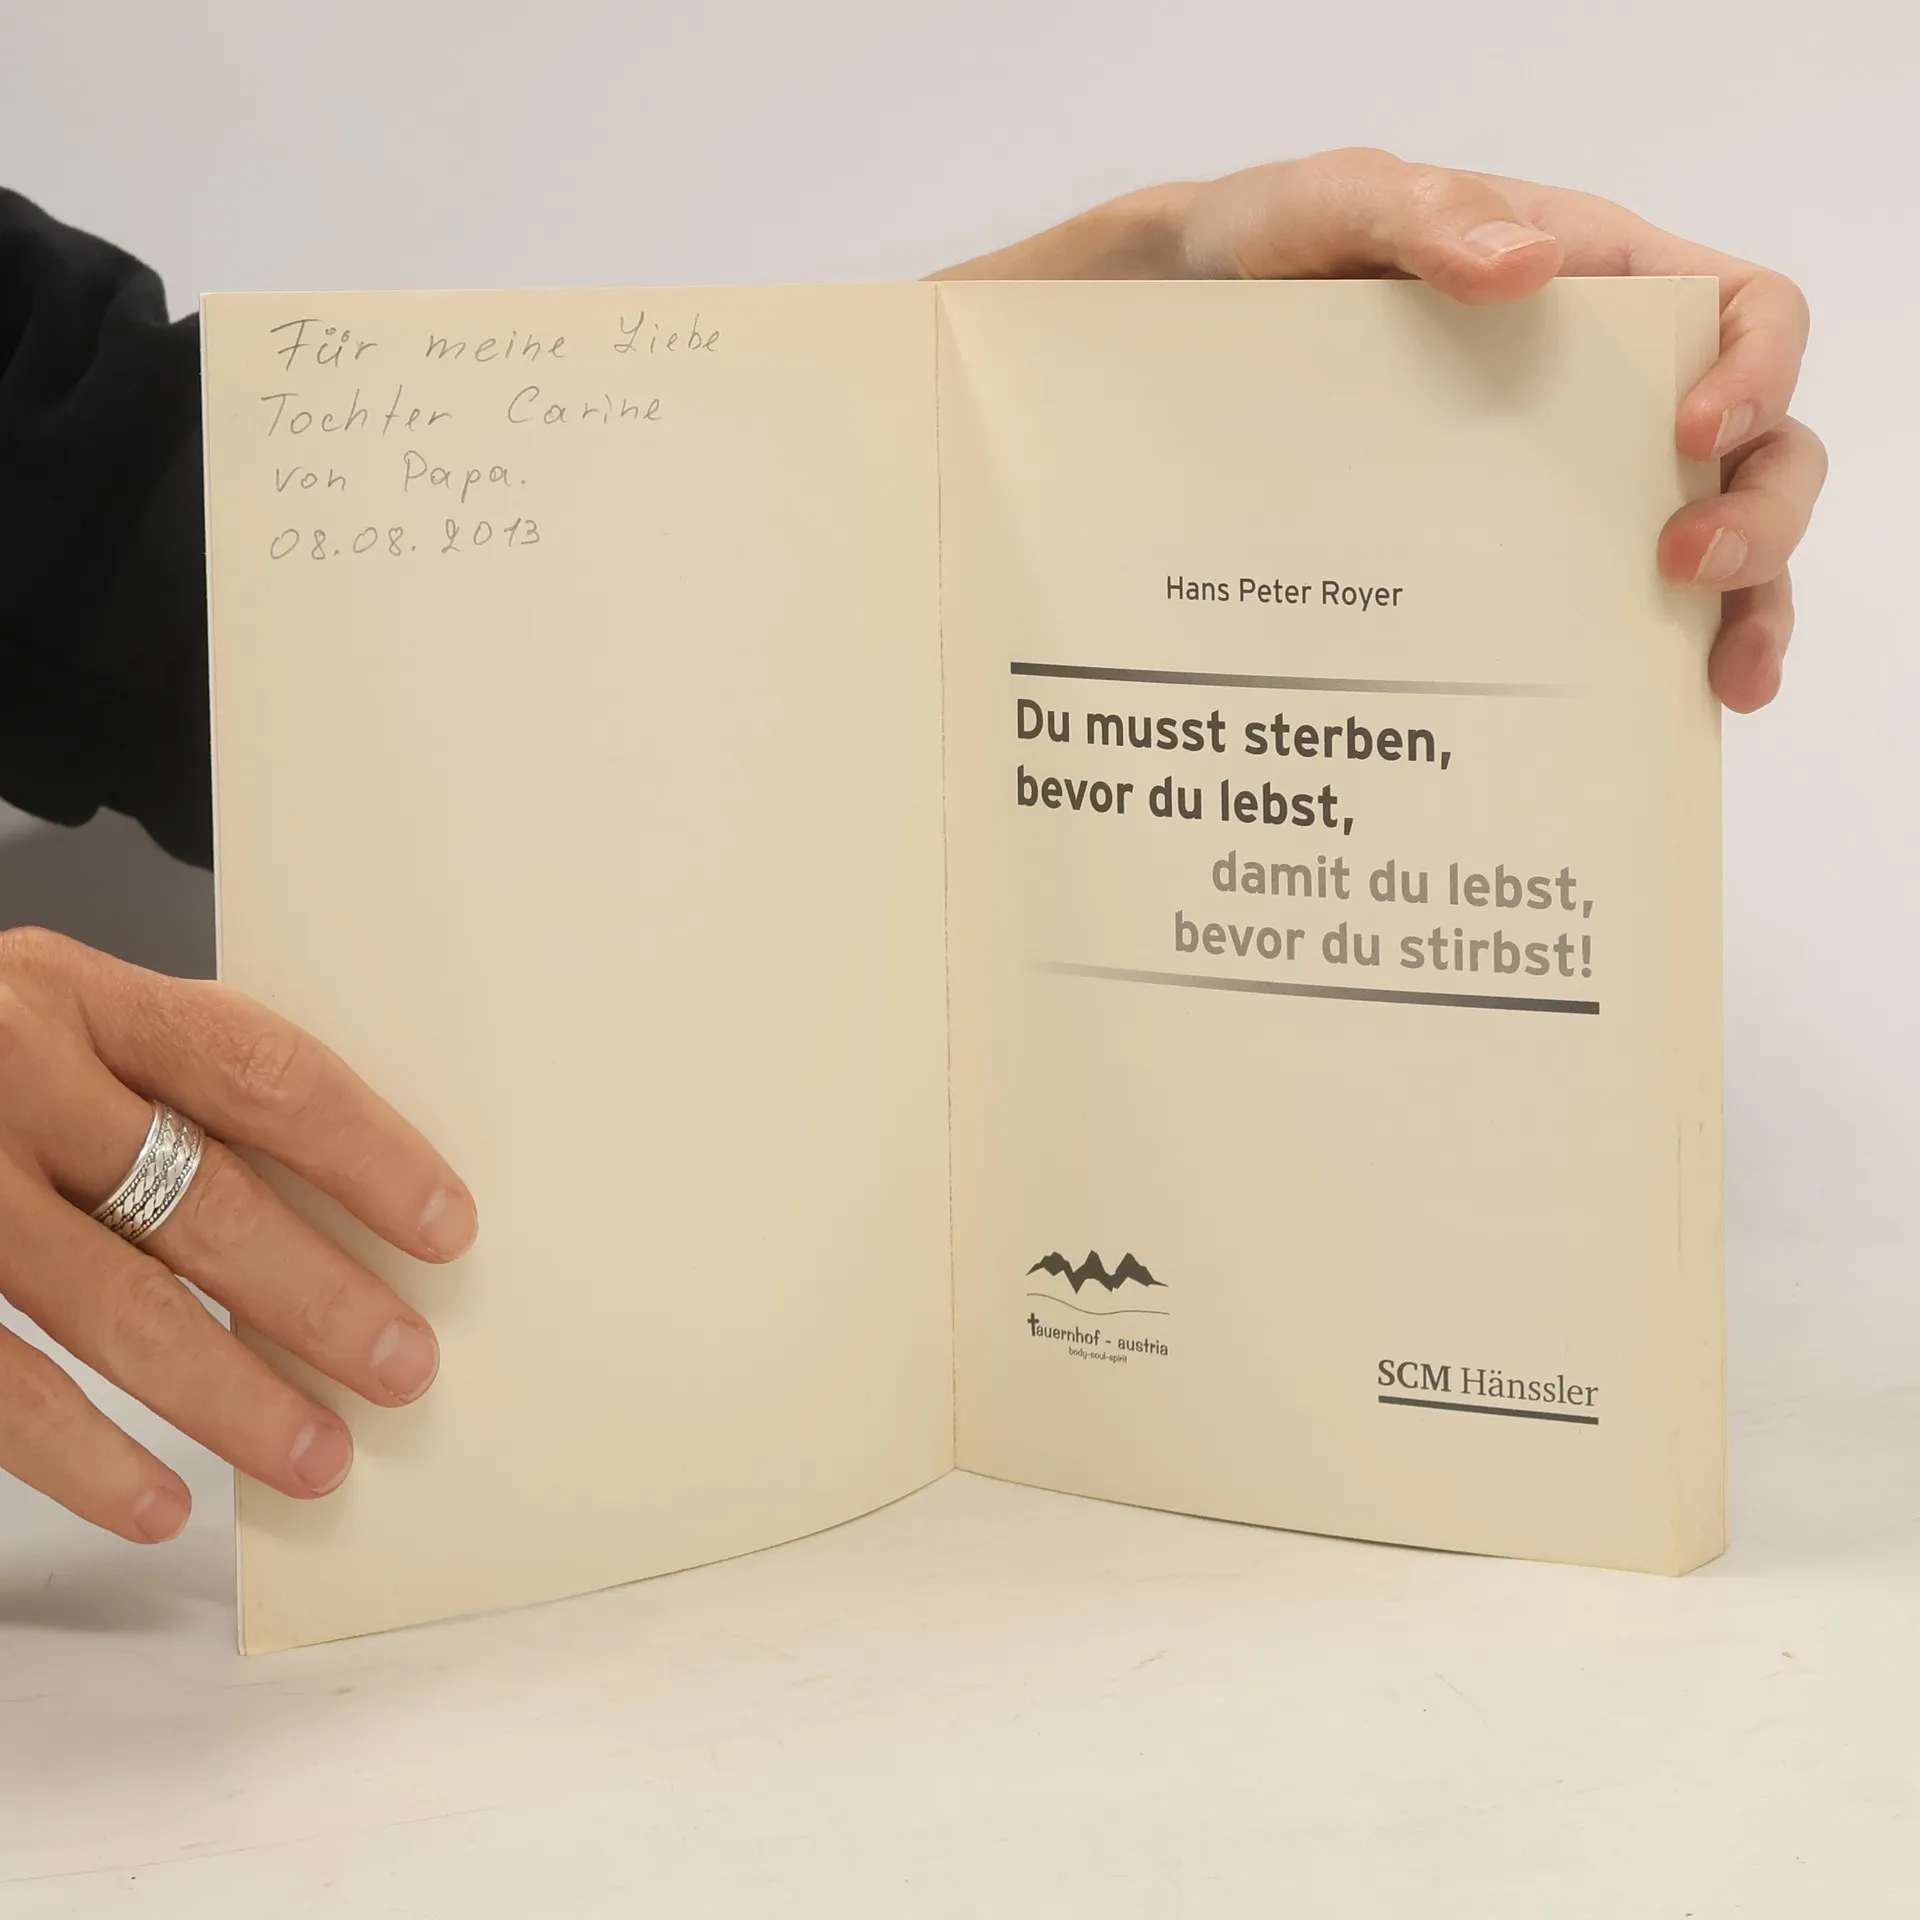 Für meine Liebe
Tochter Carine
von Papa.
08.08.2013
Hans Peter Royer
Du musst sterben,
bevor du lebst,
damit du lebst,
bevor du stirbst!
tauernhof - austria
body-soul-spirit
SCM Hänssler